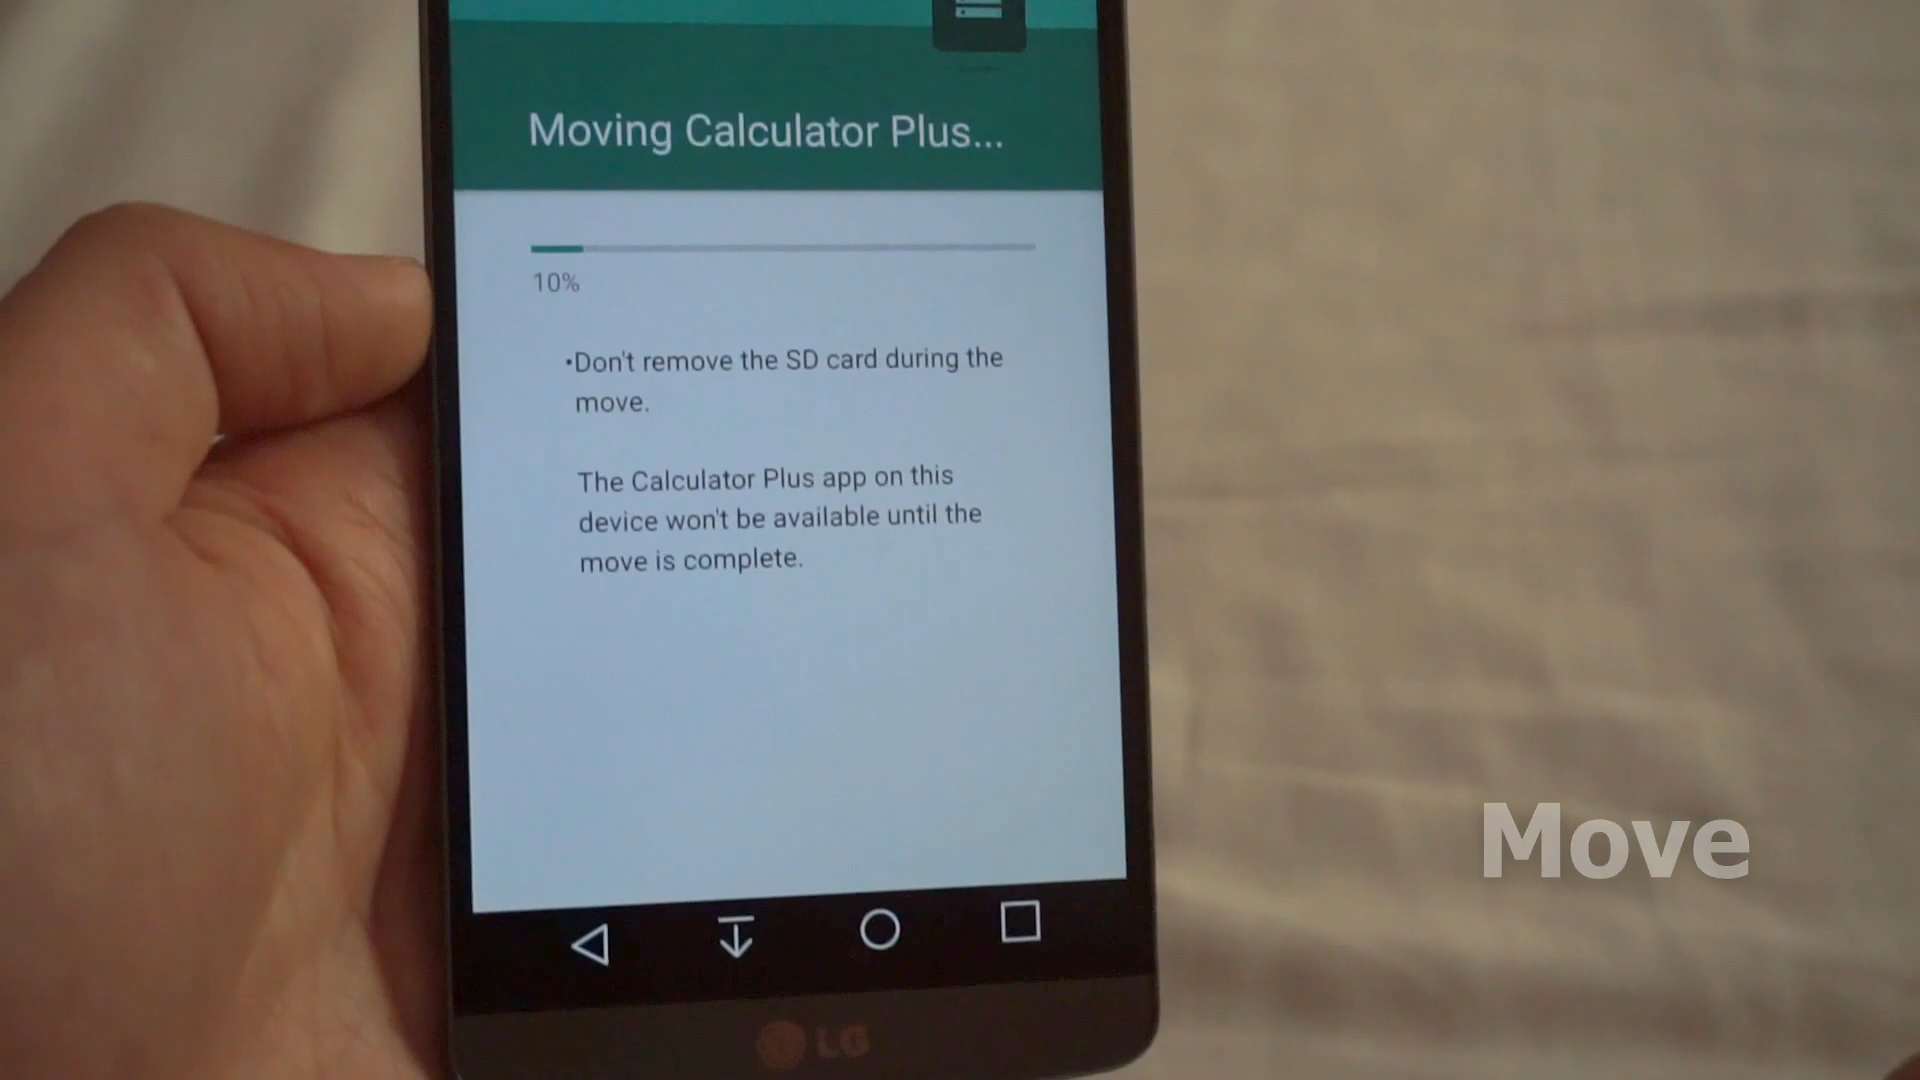 Moving Calculator Plus...
10%
•Don't remove the SD card during the
move.
The Calculator Plus app on this
device won't be available until the
move is complete.
Move
LG